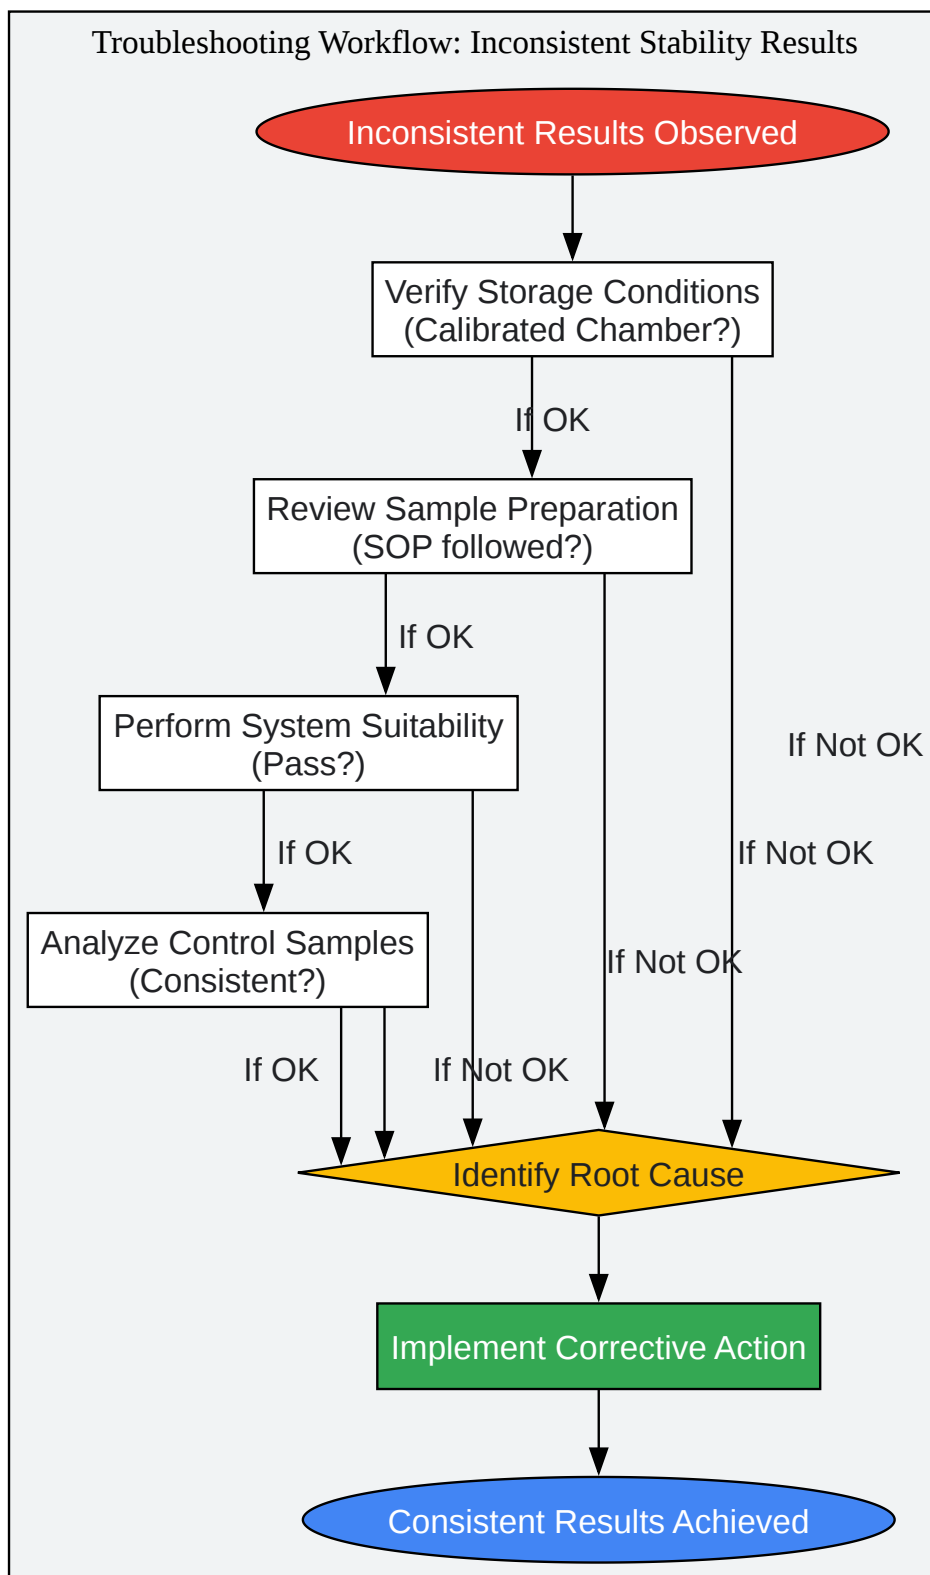 Troubleshooting Workflow: Inconsistent Stability Results
Inconsistent Results Observed
Verify Storage Conditions
(Calibrated Chamber?)
If OK
Review Sample Preparation
(SOP followed?)
If OK
Perform System Suitability
(Pass?)
If Not OK
If OK
If Not OK
Analyze Control Samples
(Consistent?)
If Not OK
If OK
If Not OK
Identify Root Cause
Implement Corrective Action
Consistent Results Achieved